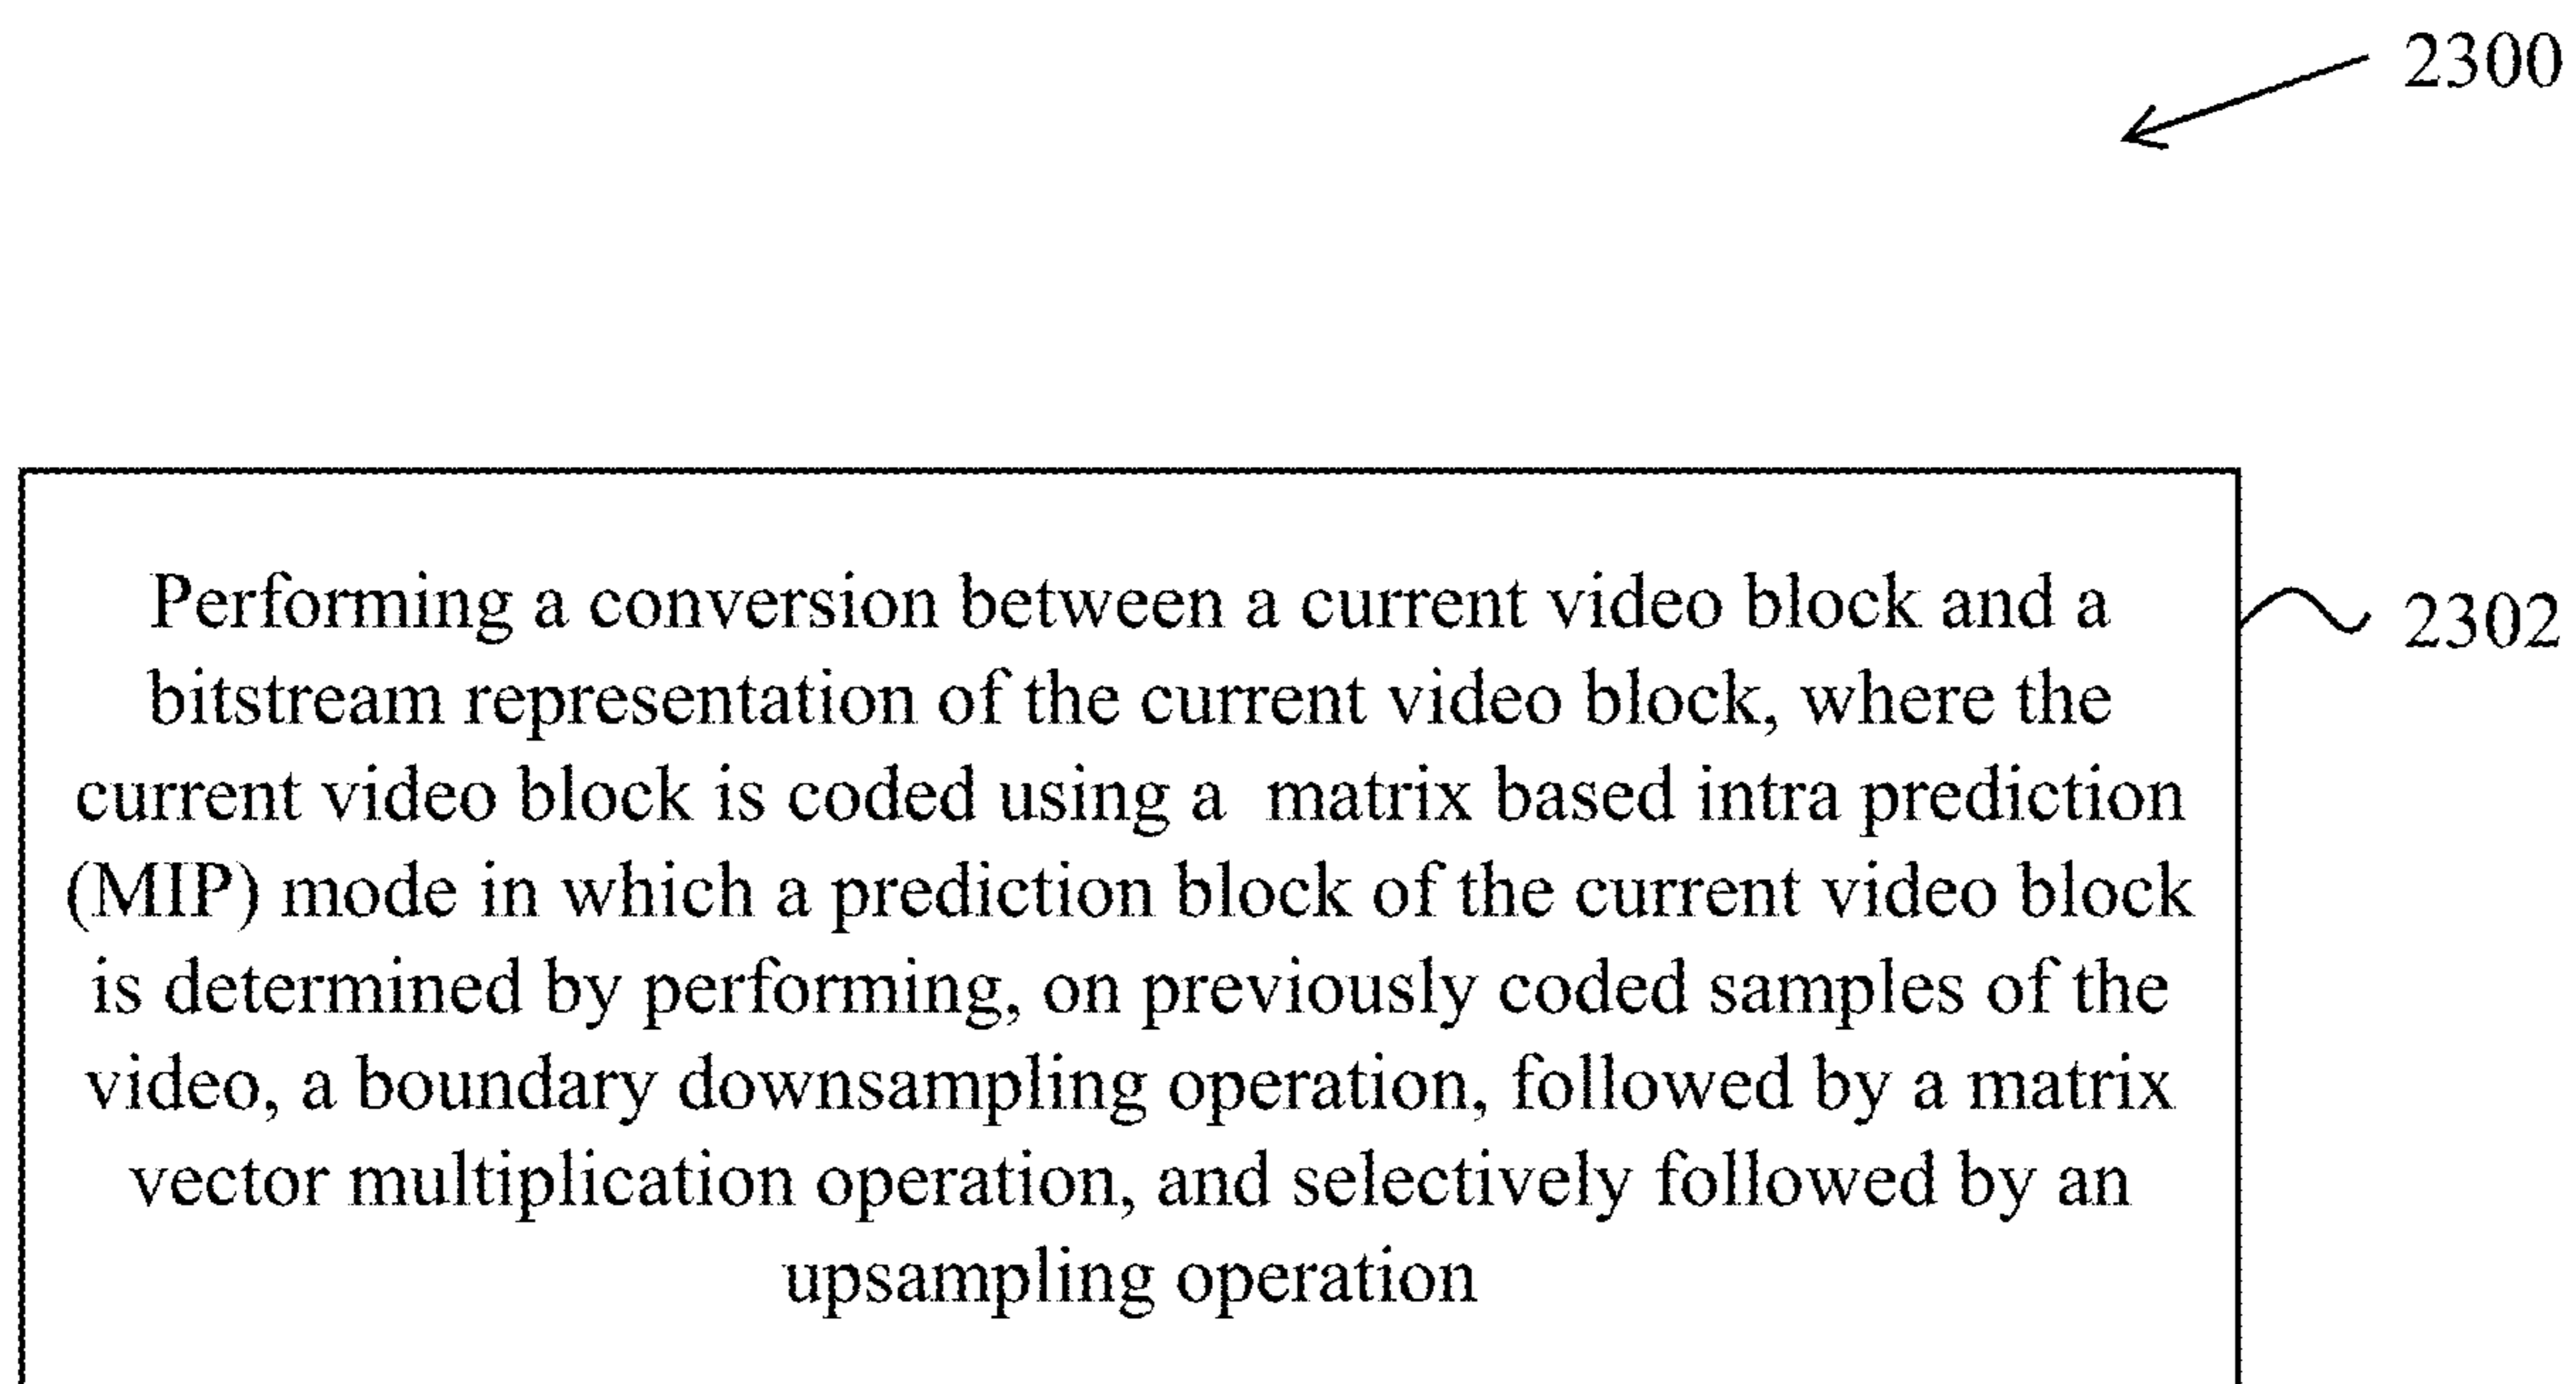 2300
Performing a conversion between a current video block and a
2302
bitstream representation of the current video block, where the
current video block is coded using a matrix based intra prediction
(MIP) mode in which a prediction block of the current video block
is determined by performing, on previously coded samples of the
video, a boundary downsampling operation, followed by a matrix
vector multiplication operation, and selectively followed by an
upsampling operation